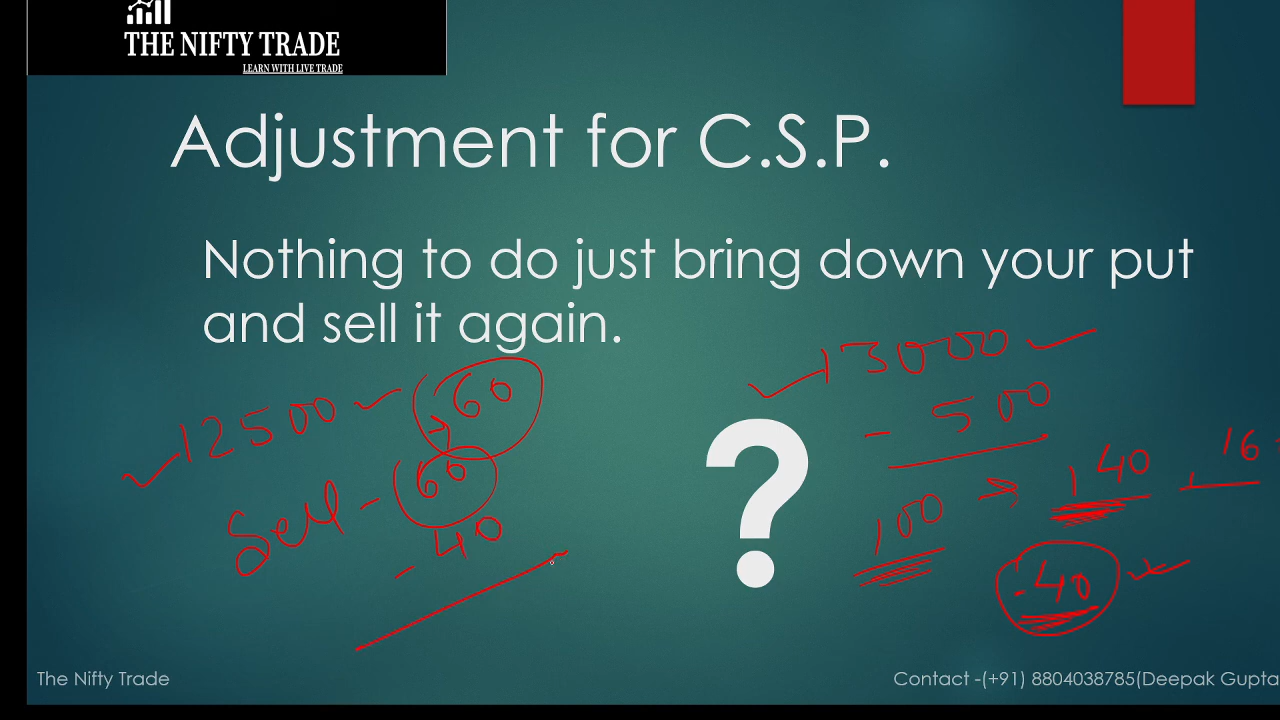 THE NIFTY TRADE
LEARN WITH LIVE TRADE
Adjustment for C.S.P.
Nothing to do just bring down your put
and sell it again.
13000
12500 60
- 500
140 16
Sell - 60
100
- 40
40
The Nifty Trade
Contact -(+91) 8804038785(Deepak Gupta